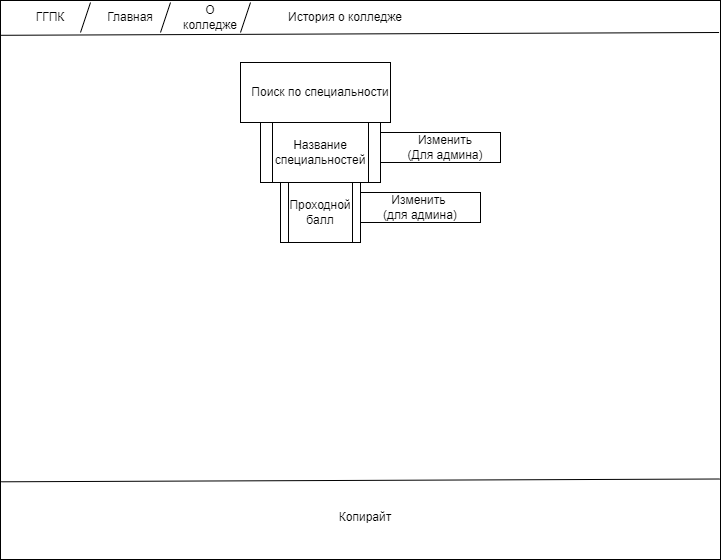 ГГПК
Главная
О
колледже
История о колледже
Поиск по специальности
Название
специальностей
Изменить
(Для админа)
Проходной
балл
Изменить
(для админа)
Копирайт